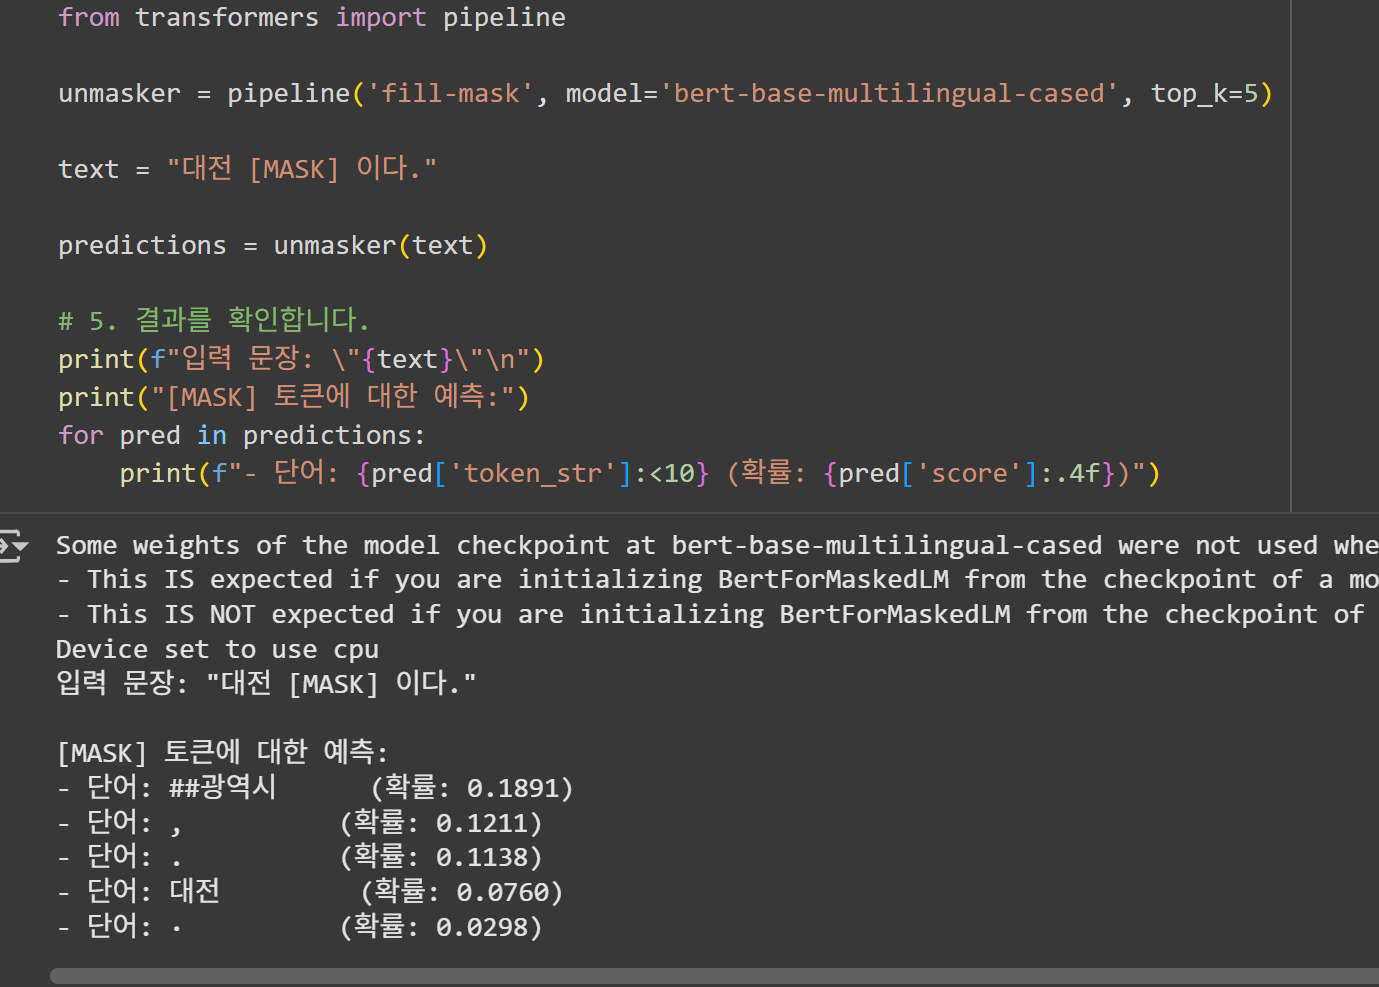 from transformers import pipeline
unmasker = pipeline('fill-mask', model='bert-base-multilingual-cased', top_k=5)
text = "대전 [MASK] 이다."
predictions = unmasker(text)
# 5. 결과를 확인합니다.
print(f"입력 문장: \"{text}\"\n")
print("[MASK] 토큰에 대한 예측:")
for pred in predictions:
    print(f"- 단어: {pred['token_str']:<10} (확률: {pred['score']:.4f})")
Some weights of the model checkpoint at bert-base-multilingual-cased were not used whe
- This IS expected if you are initializing BertForMaskedLM from the checkpoint of a mo
- This IS NOT expected if you are initializing BertForMaskedLM from the checkpoint of
Device set to use cpu
입력 문장: "대전 [MASK] 이다."
[MASK] 토큰에 대한 예측:
- 단어: ##광역시      (확률: 0.1891)
- 단어: ,          (확률: 0.1211)
- 단어: .          (확률: 0.1138)
- 단어: 대전         (확률: 0.0760)
- 단어: ·          (확률: 0.0298)